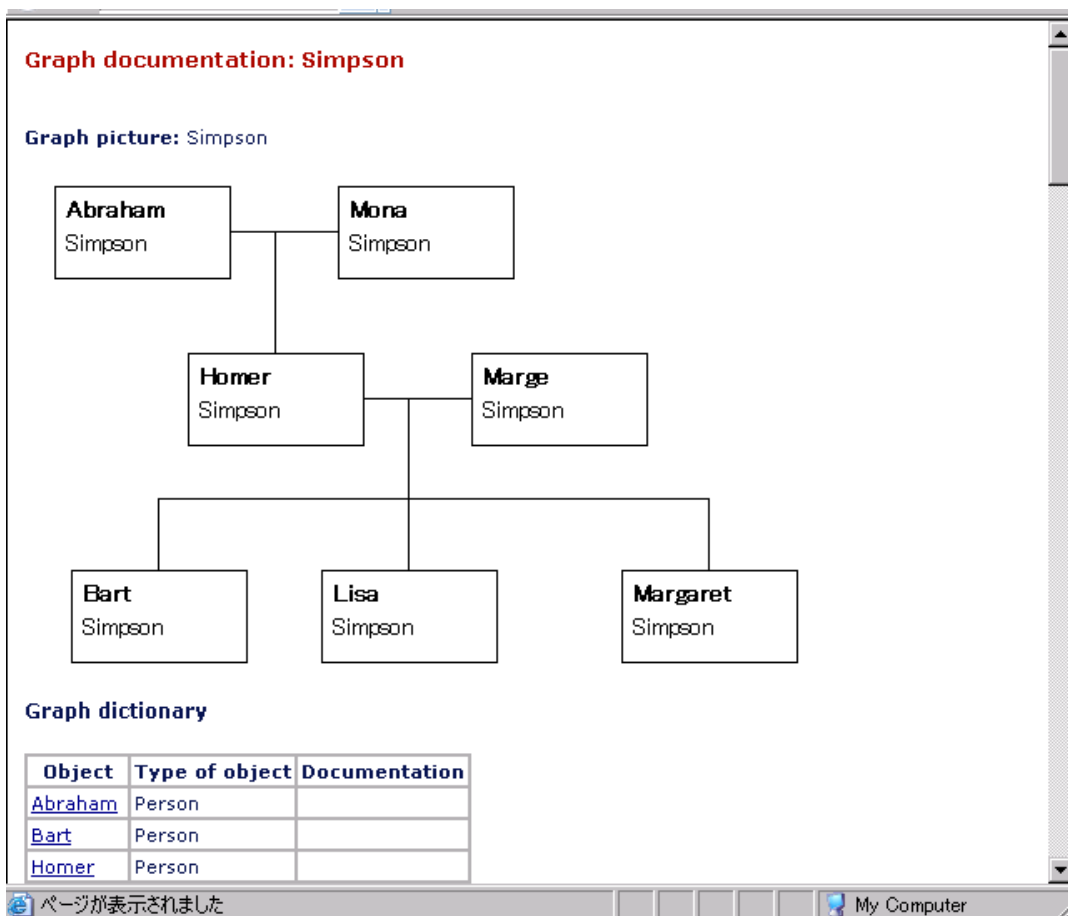 Graph documentation: Simpson
Graph picture: Simpson
Abraham Mona
Simpson Simpson
Homer Marge
Simpson Simpson
Bart Lisa Margaret
Simpson Simpson Simpson
Graph dictionary
Object Type of object Documentation
Abraham Person
Bart Person
Homer Person
ページが表示されました My Computer